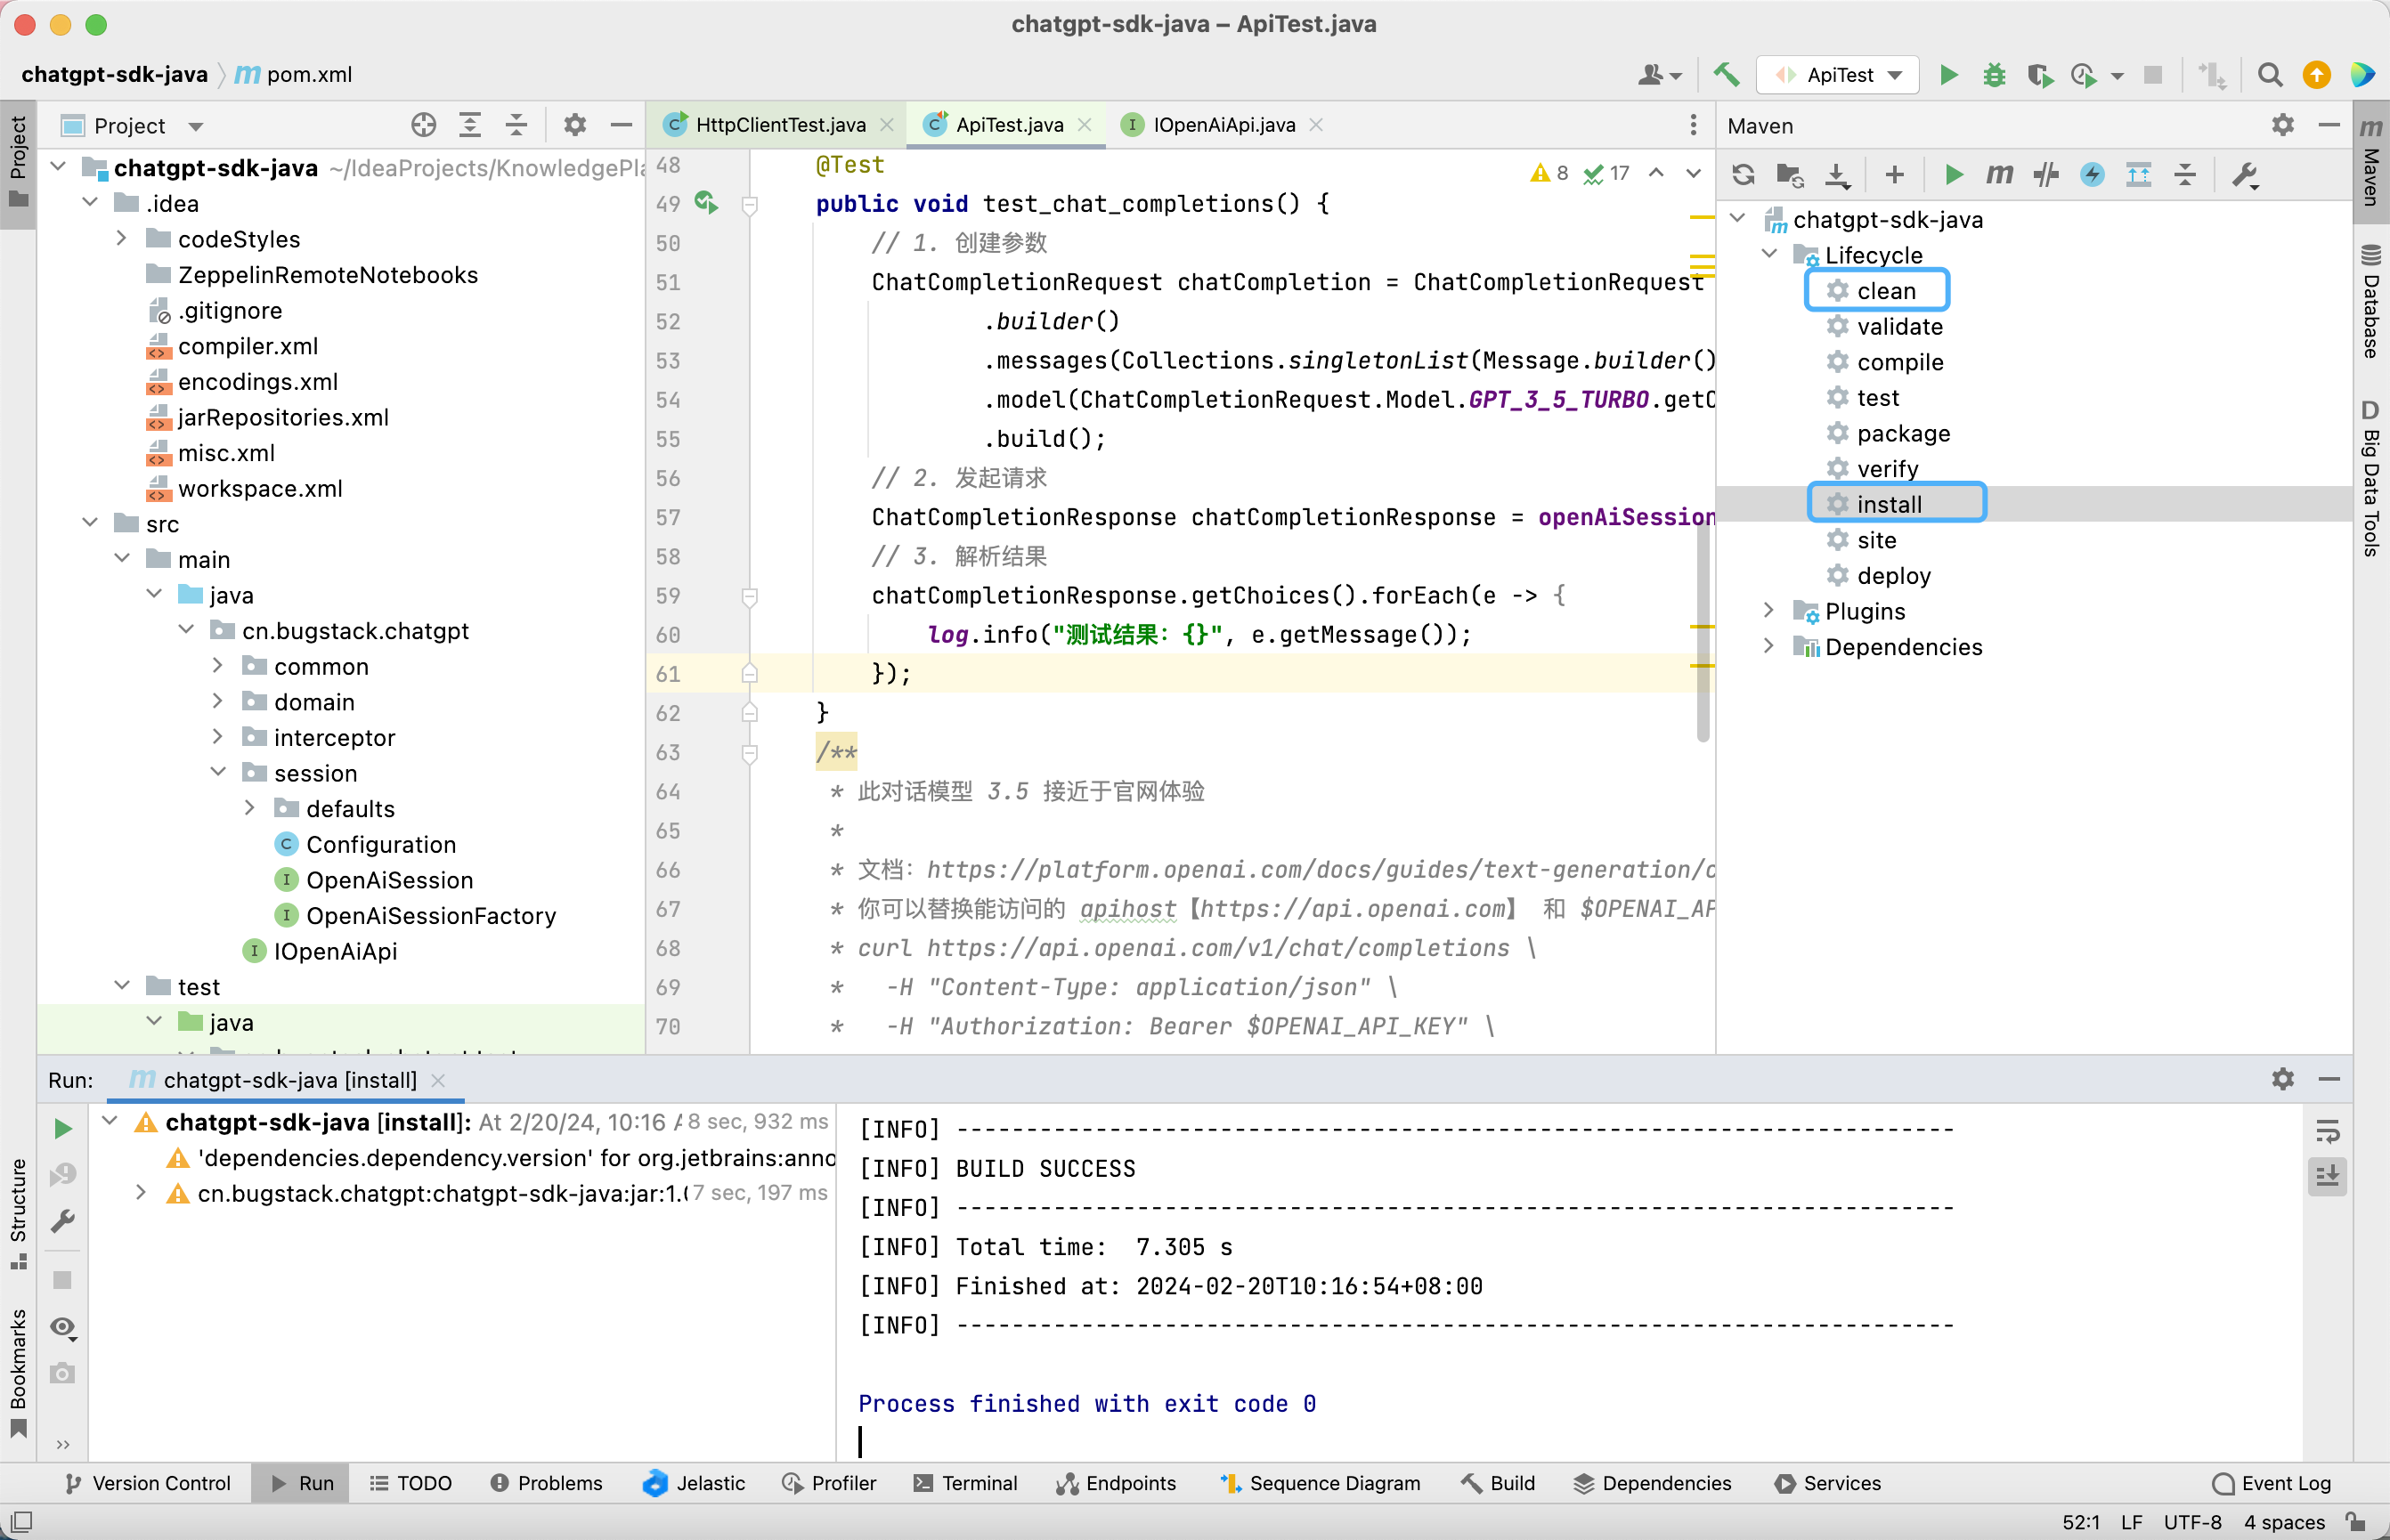 chatgpt-sdk-java – ApiTest.java
chatgpt-sdk-java
pom.xml
ApiTest
Project
Project
chatgpt-sdk-java ~/IdeaProjects/KnowledgePla
.idea
codeStyles
ZeppelinRemoteNotebooks
.gitignore
compiler.xml
encodings.xml
jarRepositories.xml
misc.xml
workspace.xml
src
main
java
cn.bugstack.chatgpt
common
domain
interceptor
session
defaults
Configuration
OpenAiSession
OpenAiSessionFactory
IOpenAiApi
test
java
HttpClientTest.java
ApiTest.java
IOpenAiApi.java
8
17
48 @Test
49 public void test_chat_completions() {
50 // 1. 创建参数
51 ChatCompletionRequest chatCompletion = ChatCompletionRequest
52 .builder()
53 .messages(Collections.singletonList(Message.builder()
54 .model(ChatCompletionRequest.Model.GPT_3_5_TURBO.getC
55 .build();
56 // 2. 发起请求
57 ChatCompletionResponse chatCompletionResponse = openAiSession
58 // 3. 解析结果
59 chatCompletionResponse.getChoices().forEach(e -> {
60 log.info("测试结果：{}", e.getMessage());
61 });
62 }
63 /**
64 * 此对话模型 3.5 接近于官网体验
65 *
66 * 文档：https://platform.openai.com/docs/guides/text-generation/c
67 * 你可以替换能访问的 apihost【https://api.openai.com】 和 $OPENAI_AP
68 * curl https://api.openai.com/v1/chat/completions \
69 * -H "Content-Type: application/json" \
70 * -H "Authorization: Bearer $OPENAI_API_KEY" \
Maven
chatgpt-sdk-java
Lifecycle
clean
validate
compile
test
package
verify
install
site
deploy
Plugins
Dependencies
Maven
Database
D Big Data Tools
Run:
chatgpt-sdk-java [install]
chatgpt-sdk-java [install]: At 2/20/24, 10:16 8 sec, 932 ms
'dependencies.dependency.version' for org.jetbrains:anno
cn.bugstack.chatgpt:chatgpt-sdk-java:jar:1. 7 sec, 197 ms
[INFO] ------------------------------------------------------------------------
[INFO] BUILD SUCCESS
[INFO] ------------------------------------------------------------------------
[INFO] Total time:  7.305 s
[INFO] Finished at: 2024-02-20T10:16:54+08:00
[INFO] ------------------------------------------------------------------------
Process finished with exit code 0
Structure
Bookmarks
Version Control
Run
TODO
Problems
Jelastic
Profiler
Terminal
Endpoints
Sequence Diagram
Build
Dependencies
Services
Event Log
52:1
LF
UTF-8
4 spaces